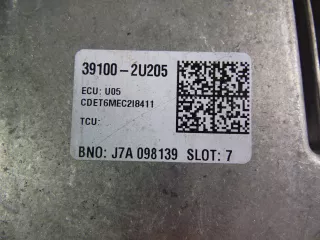 39100-2U205
ECU: U05
CDET6MEC2I8411
TCU:
BNO: J7A 098139 SLOT: 7